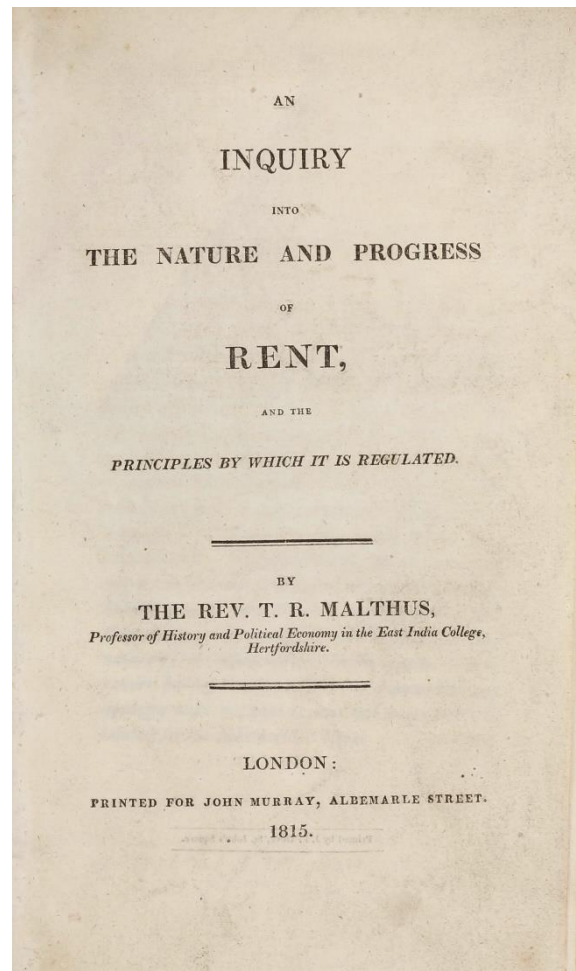 AN
INQUIRY
INTO
THE NATURE AND PROGRESS
OF
RENT,
AND THE
PRINCIPLES BY WHICH IT IS REGULATED.
BY
THE REV. T. R. MALTHUS,
Professor of History and Political Economy in the East India College,
Hertfordshire.
LONDON:
PRINTED FOR JOHN MURRAY, ALBEMARLE STREET.
1815.